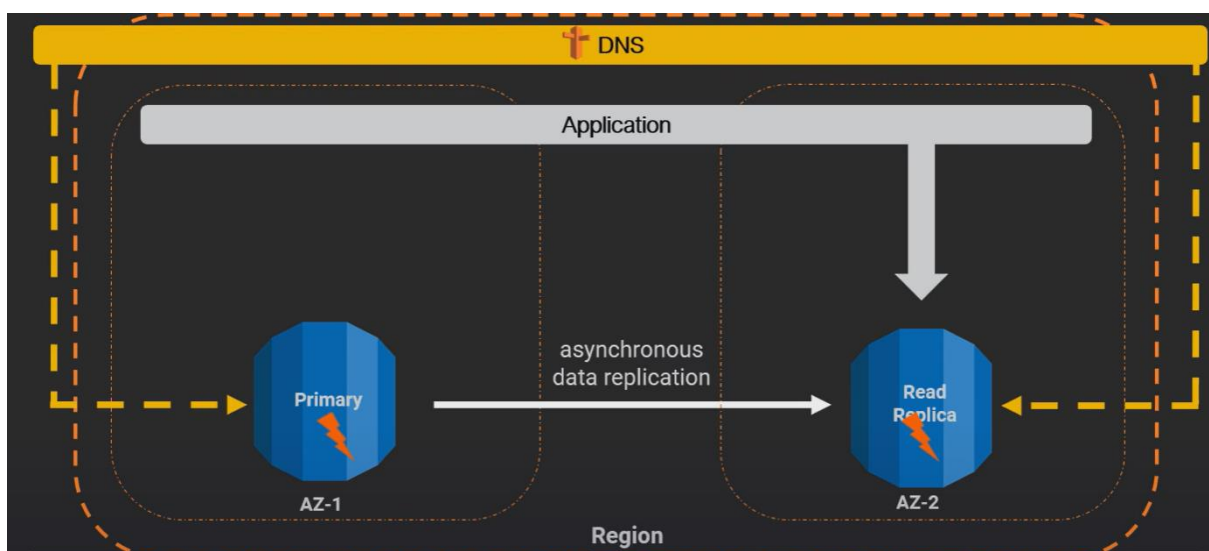 DNS
Application
asynchronous
data replication
Primary
Read
Replica
AZ-1
AZ-2
Region